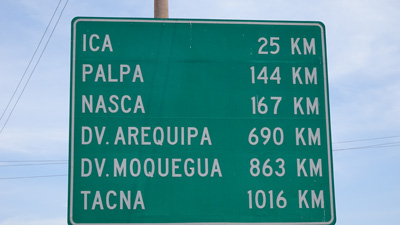 ICA 25 KM
PALPA 144 KM
NASCA 167 KM
DV. AREQUIPA 690 KM
DV. MOQUEGUA 863 KM
TACNA 1016 KM